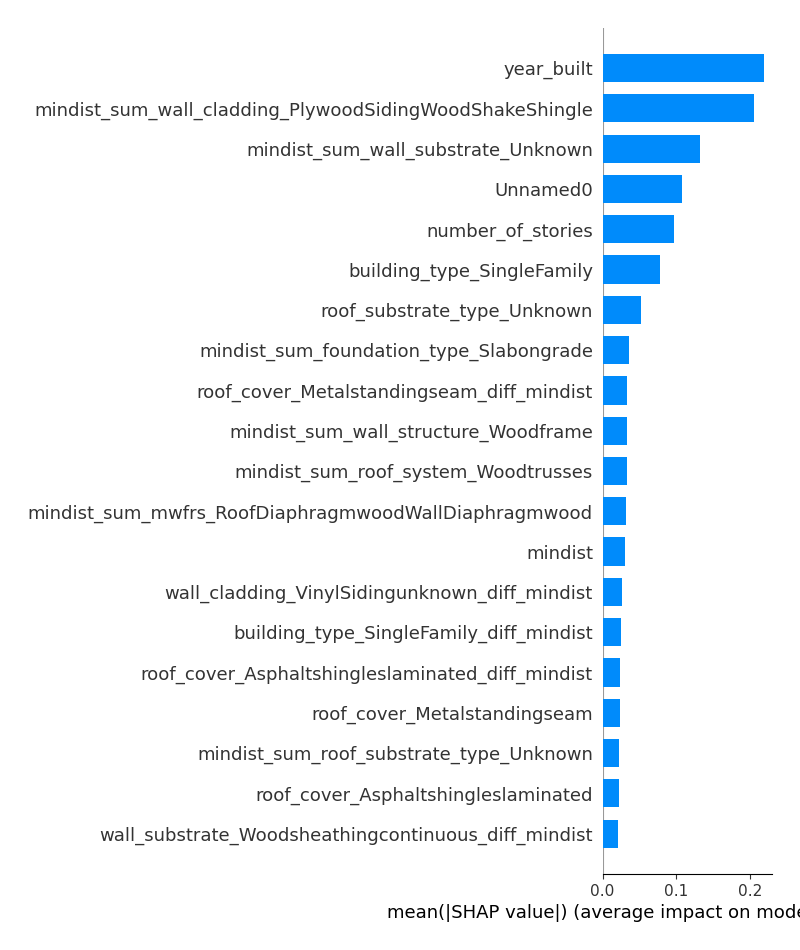 year_built
mindist_sum_wall_cladding_PlywoodSidingWoodShakeShingle
mindist_sum_wall_substrate_Unknown
Unnamed0
number_of_stories
building_type_SingleFamily
roof_substrate_type_Unknown
mindist_sum_foundation_type_Slabongrade
roof_cover_Metalstandingseam_diff_mindist
mindist_sum_wall_structure_Woodframe
mindist_sum_roof_system_Woodtrusses
mindist_sum_mwfrs_RoofDiaphragmwoodWallDiaphragmwood
mindist
wall_cladding_VinylSidingunknown_diff_mindist
building_type_SingleFamily_diff_mindist
roof_cover_Asphaltshingleslaminated_diff_mindist
roof_cover_Metalstandingseam
mindist_sum_roof_substrate_type_Unknown
roof_cover_Asphaltshingleslaminated
wall_substrate_Woodsheathingcontinuous_diff_mindist
0.0 0.1 0.2
mean(|SHAP value|) (average impact on mode